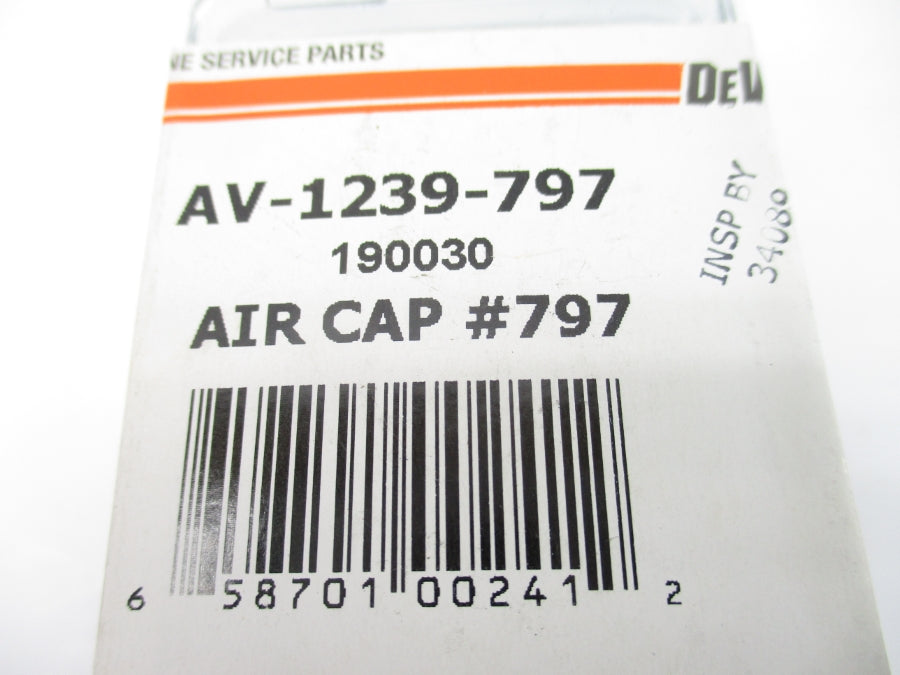 NE SERVICE PARTS
DEV
AV-1239-797
190030
AIR CAP #797
INSP BY
34080
6 58701 00241 2